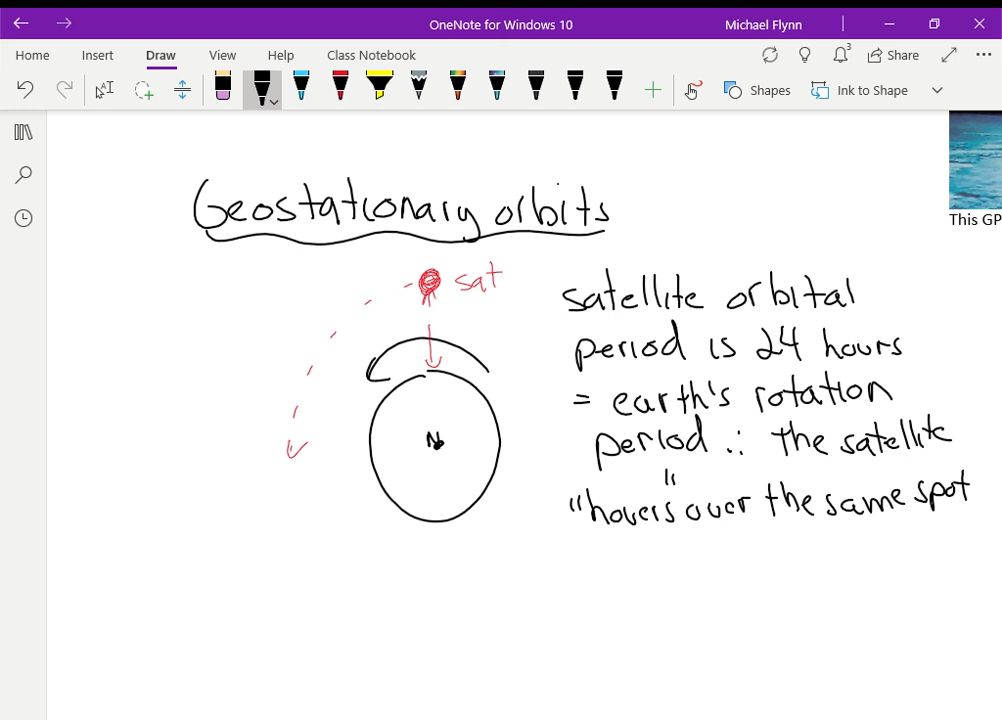 OneNote for Windows 10
Michael Flynn
Home Insert Draw View Help Class Notebook
3 Share
Shapes Ink to Shape
This GP
Geostationary orbits
sat
N
satellite orbital
period is 24 hours
= earth's rotation
period ∴ the satellite
"hovers" over the same spot